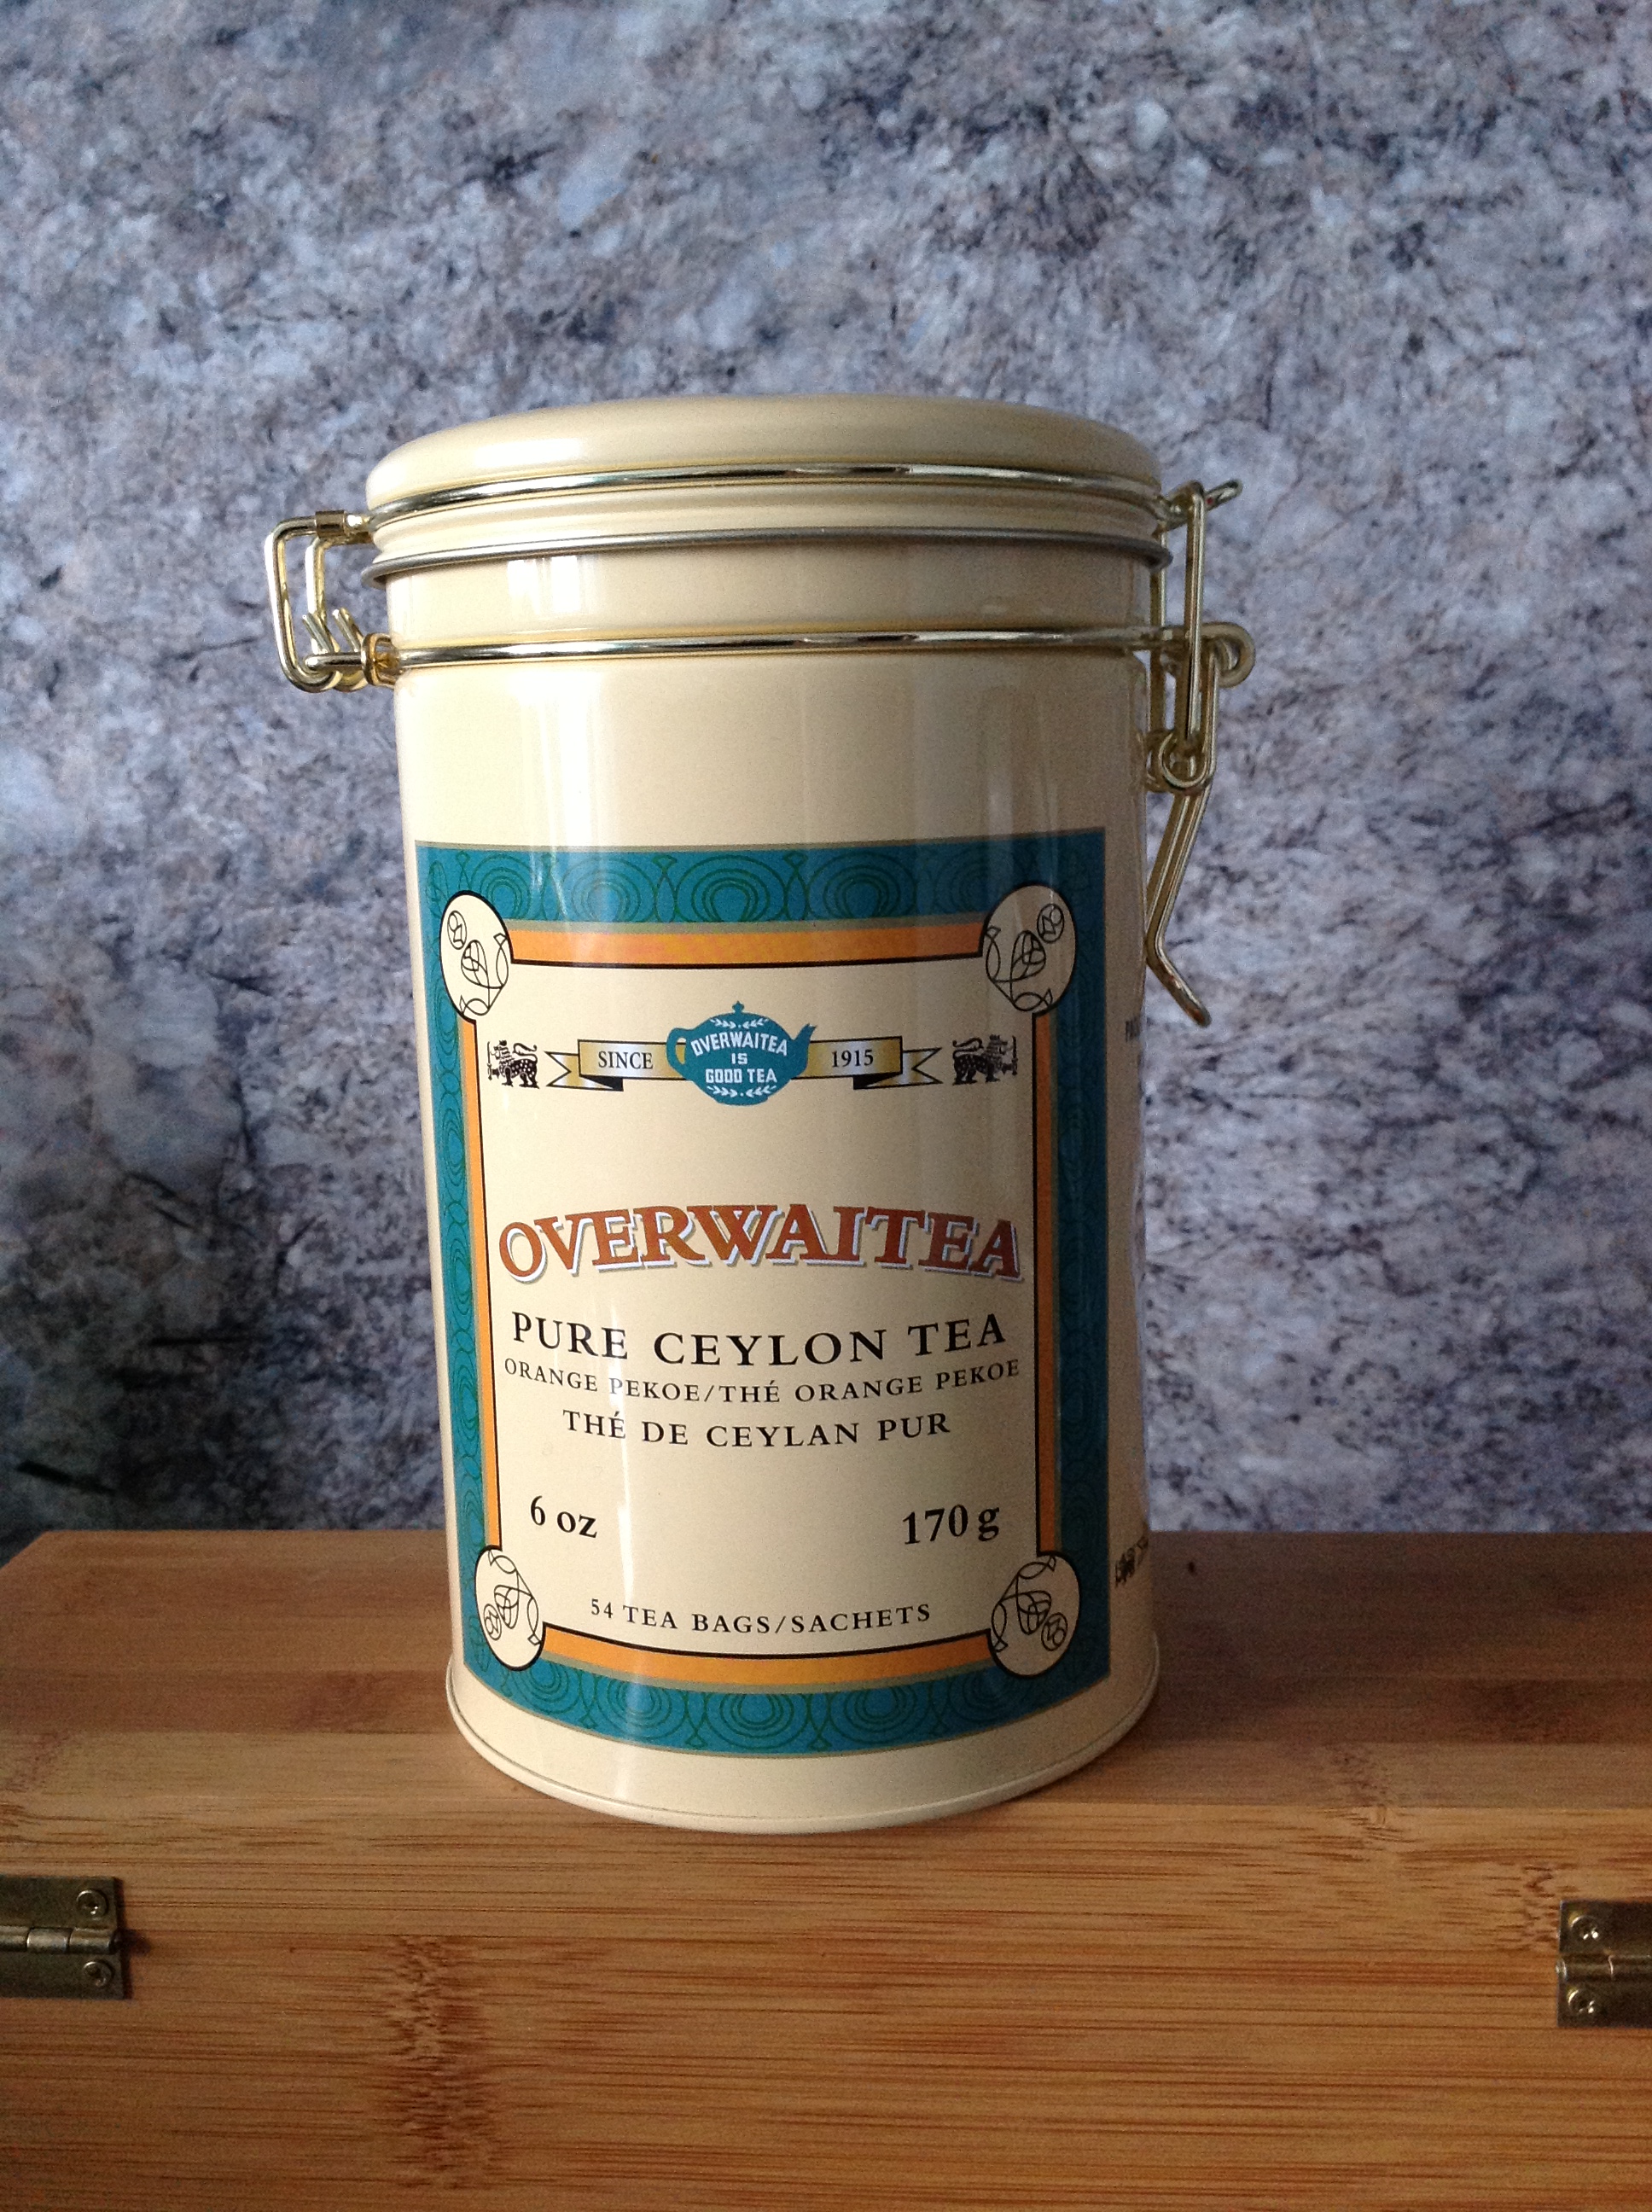 SINCE
OVERWAITEA
IS
GOOD TEA
1915
OVERWAITEA
PURE CEYLON TEA
ORANGE PEKOE/THÉ ORANGE PEKOE
THÉ DE CEYLAN PUR
6 oz
170 g
54 TEA BAGS/SACHETS